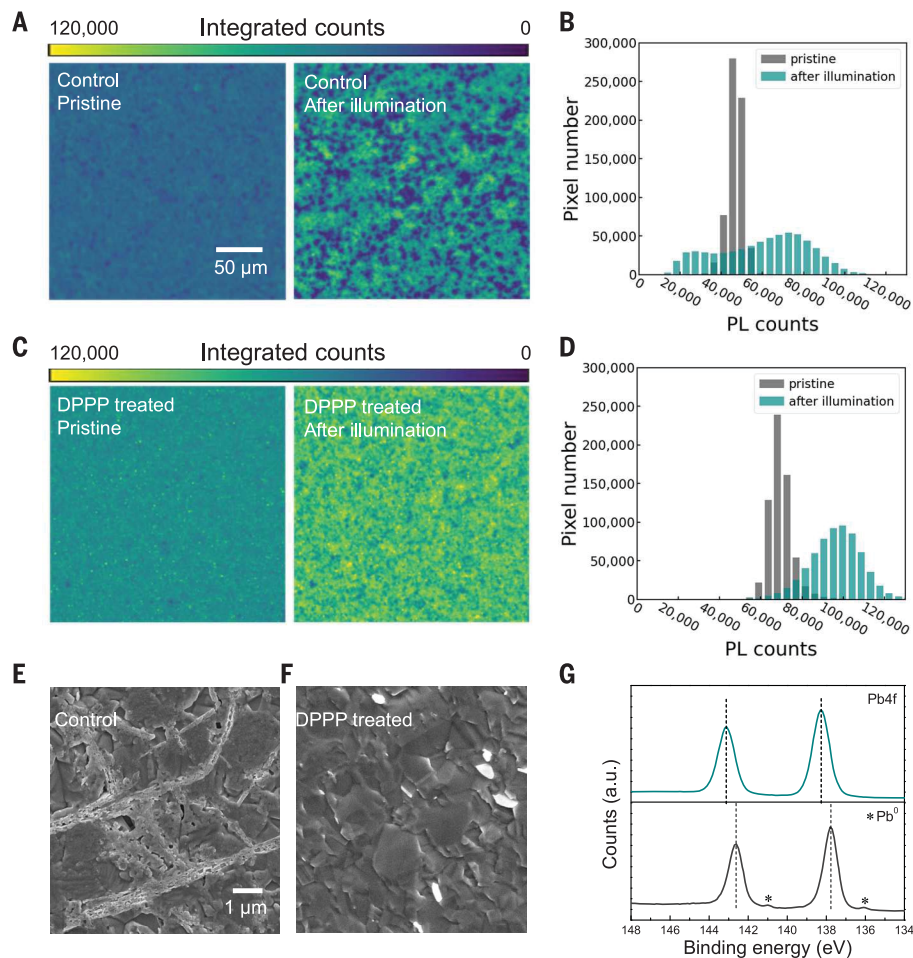 A
120,000 Integrated counts 0
Control
Pristine
Control
After illumination
50 μm
B
300,000
250,000
200,000
150,000
100,000
50,000
0
Pixel number
pristine
after illumination
0
20,000
40,000
60,000
80,000
100,000
120,000
PL counts
C
120,000 Integrated counts 0
DPPP treated
Pristine
DPPP treated
After illumination
D
300,000
250,000
200,000
150,000
100,000
50,000
0
Pixel number
pristine
after illumination
0
20,000
40,000
60,000
80,000
100,000
120,000
PL counts
E
Control
1 μm
F
DPPP treated
G
Pb4f
* Pb⁰
*
*
Counts (a.u.)
148 146 144 142 140 138 136 134
Binding energy (eV)